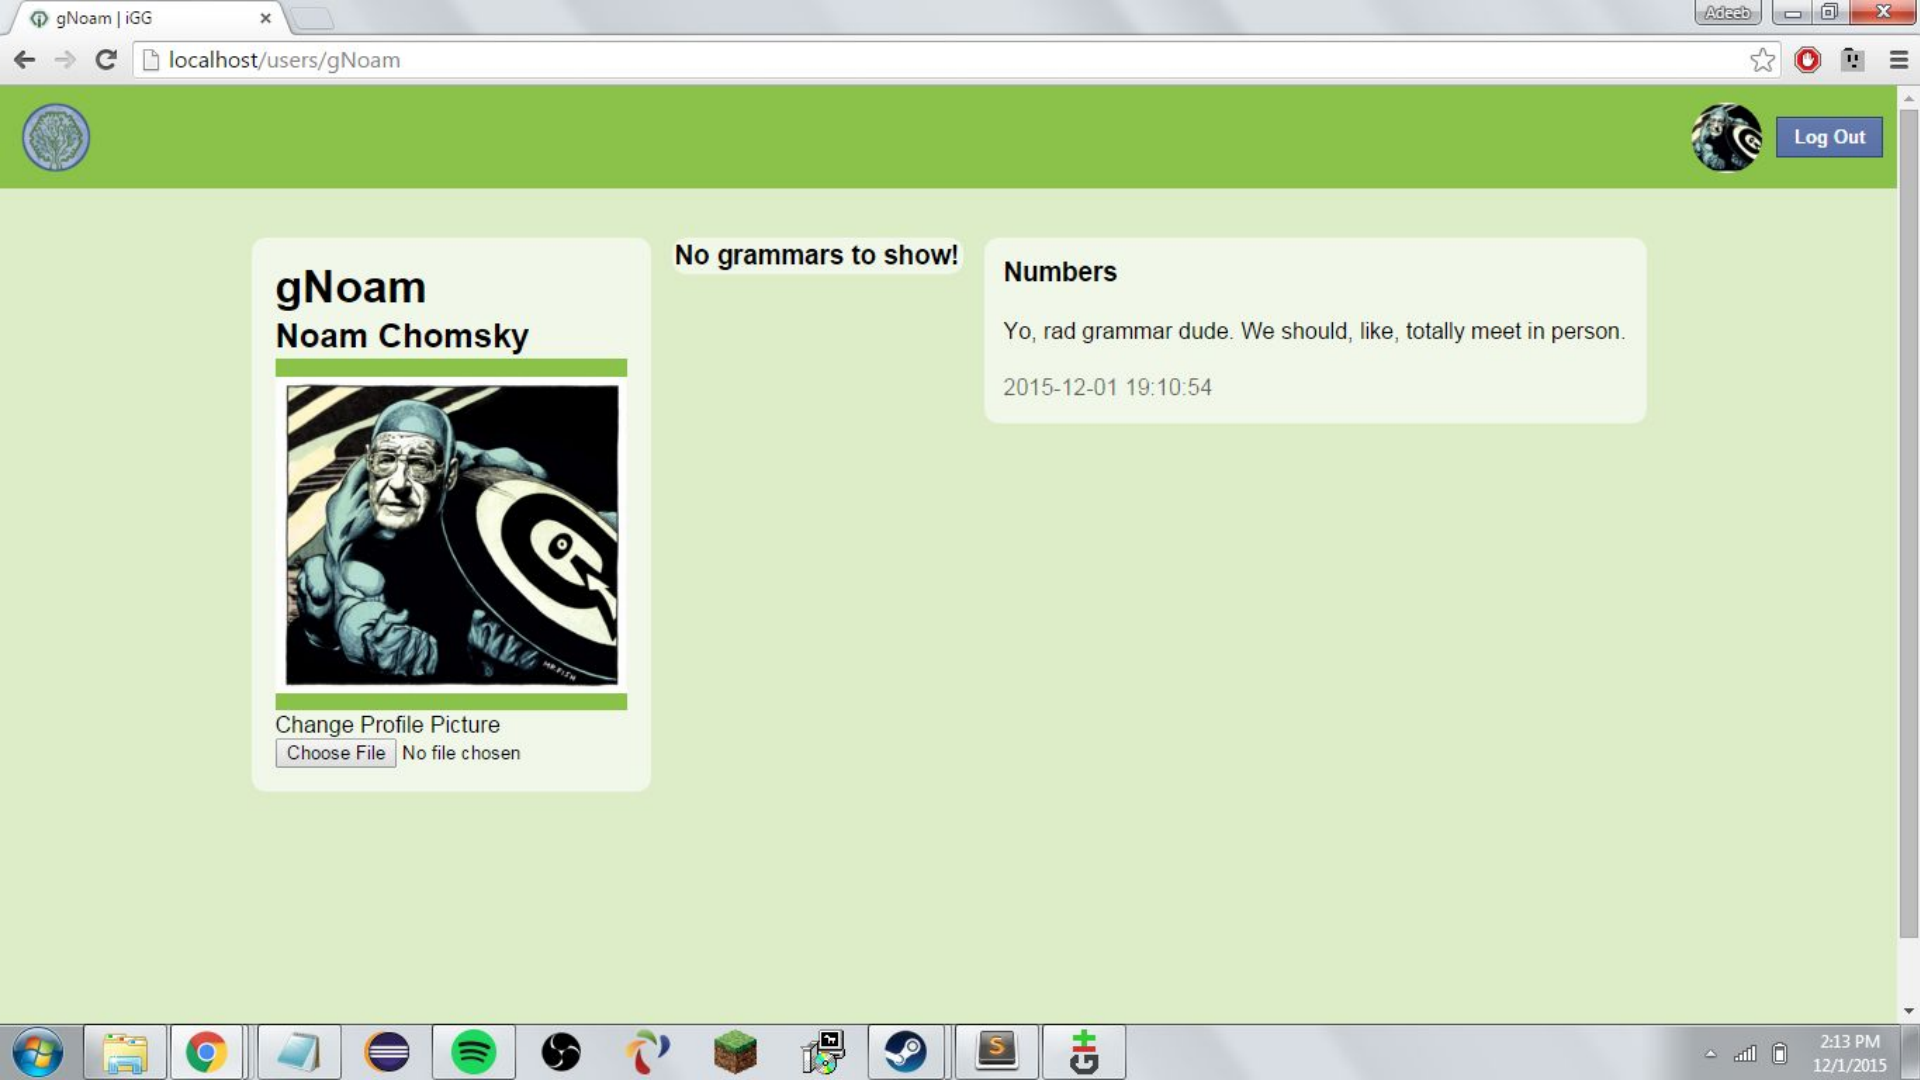 gNoam | iGG
Adeeb
localhost/users/gNoam
Log Out
gNoam
Noam Chomsky
MR. FISH
Change Profile Picture
Choose File No file chosen
No grammars to show!
Numbers
Yo, rad grammar dude. We should, like, totally meet in person.
2015-12-01 19:10:54
2:13 PM
12/1/2015